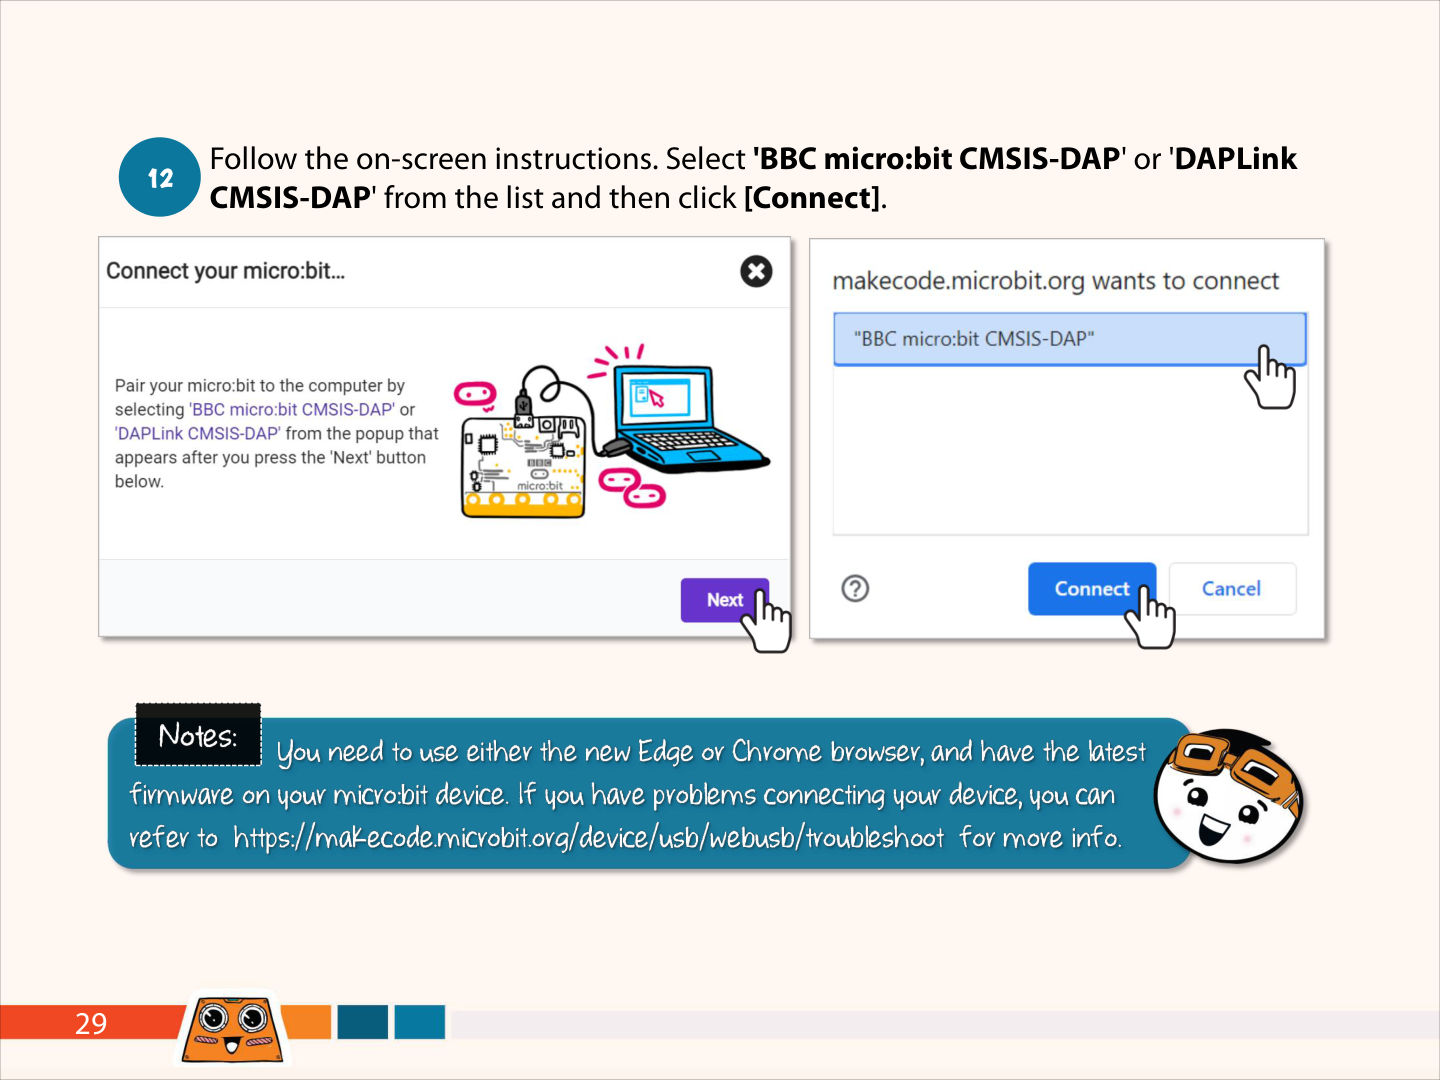 12
Follow the on-screen instructions. Select 'BBC micro:bit CMSIS-DAP' or 'DAPLink
CMSIS-DAP' from the list and then click [Connect].
Connect your micro:bit...
Pair your micro:bit to the computer by
selecting 'BBC micro:bit CMSIS-DAP' or
'DAPLink CMSIS-DAP' from the popup that
appears after you press the 'Next' button
below.
BBC
micro:bit
Next
makecode.microbit.org wants to connect
"BBC micro:bit CMSIS-DAP"
?
Connect
Cancel
Notes:
You need to use either the new Edge or Chrome browser, and have the latest
firmware on your micro:bit device. If you have problems connecting your device, you can
refer to https://makecode.microbit.org/device/usb/webusb/troubleshoot for more info.
29